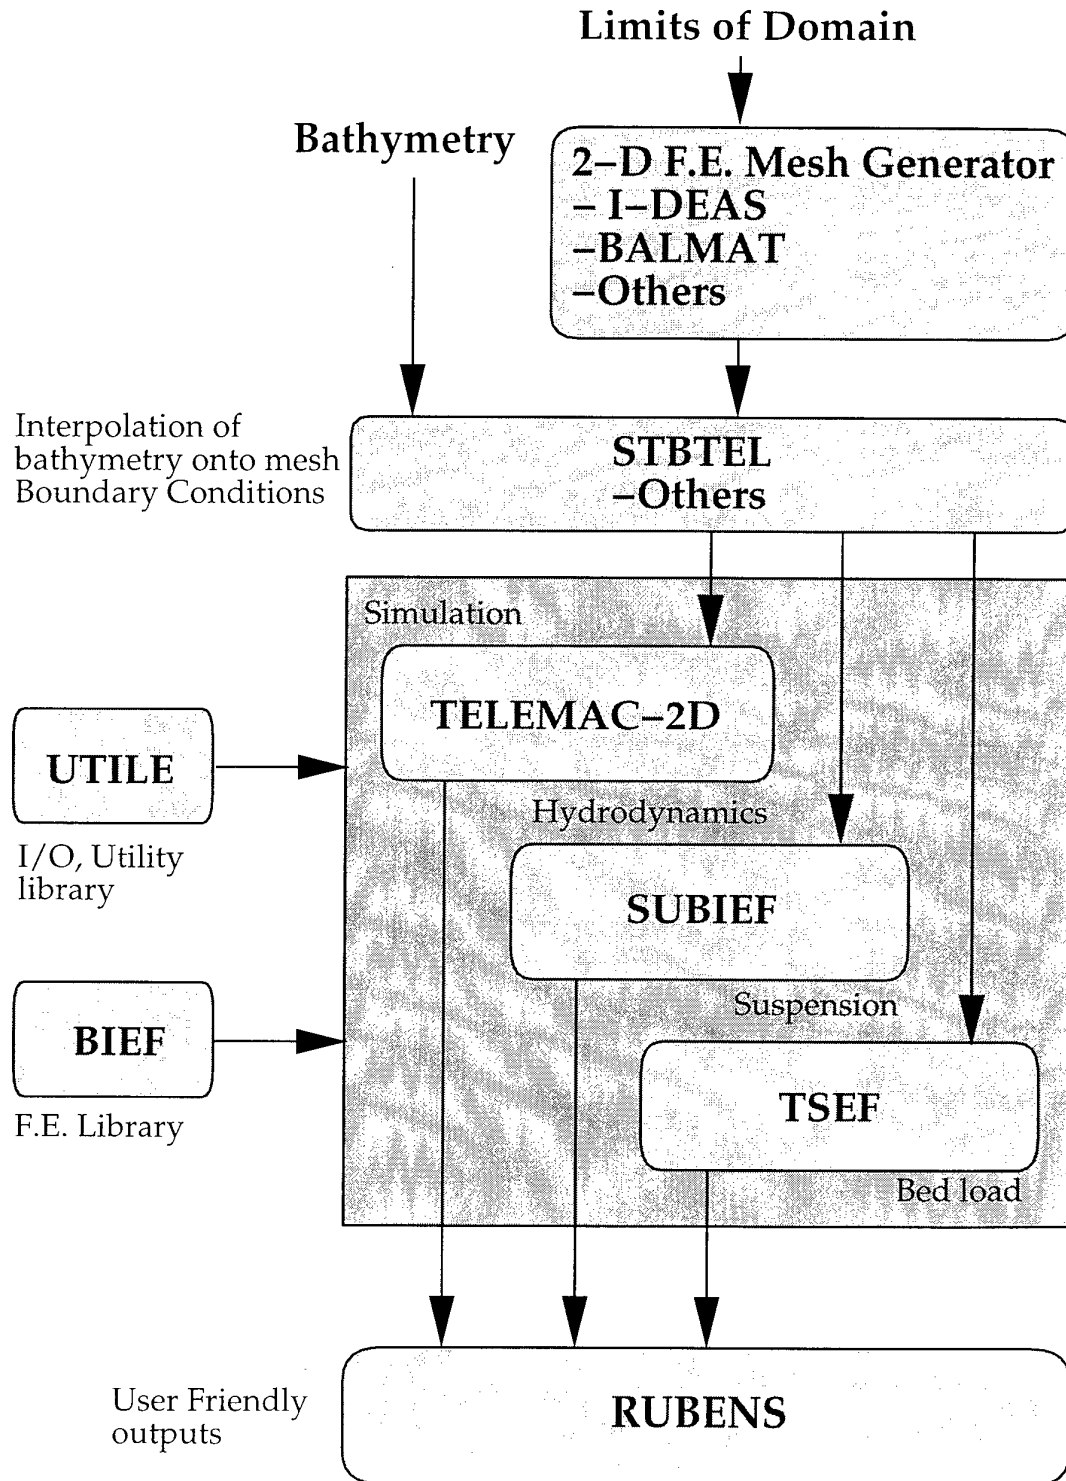 Limits of Domain
Bathymetry
2–D F.E. Mesh Generator
– I–DEAS
–BALMAT
–Others
Interpolation of
bathymetry onto mesh
Boundary Conditions
STBTEL
–Others
Simulation
TELEMAC–2D
Hydrodynamics
UTILE
I/O, Utility
library
SUBIEF
Suspension
BIEF
F.E. Library
TSEF
Bed load
User Friendly
outputs
RUBENS